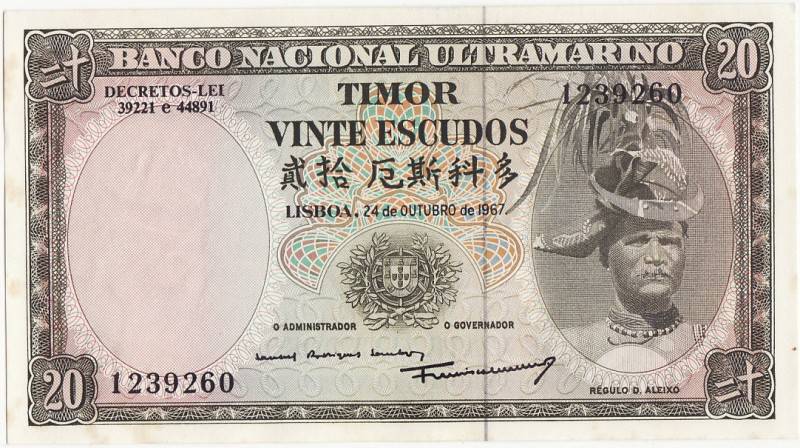 20
BANCO NACIONAL ULTRAMARINO
二十
DECRETOS-LEI
39221 e 44891
TIMOR
1239260
VINTE ESCUDOS
貳拾 厄斯科多
LISBOA, 24 de OUTUBRO de 1967.
O ADMINISTRADOR
O GOVERNADOR
20
1239260
RÉGULO D. ALEIXO
二十